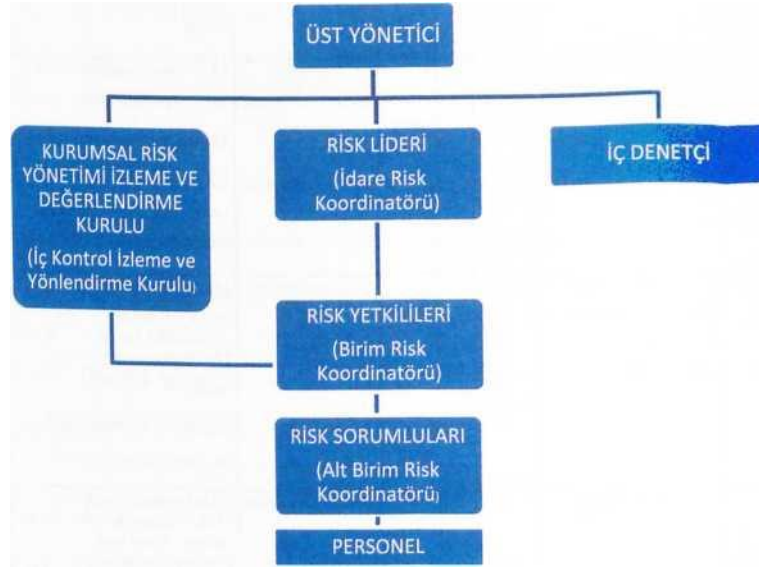 ÜST YÖNETİCİ
KURUMSAL RİSK
YÖNETİMİ İZLEME VE
DEĞERLENDİRME
KURULU
(İç Kontrol İzleme ve
Yönlendirme Kurulu)
RİSK LİDERİ
(İdare Risk
Koordinatörü)
İÇ DENETÇİ
RİSK YETKİLİLERİ
(Birim Risk
Koordinatörü)
RİSK SORUMLULARI
(Alt Birim Risk
Koordinatörü)
PERSONEL